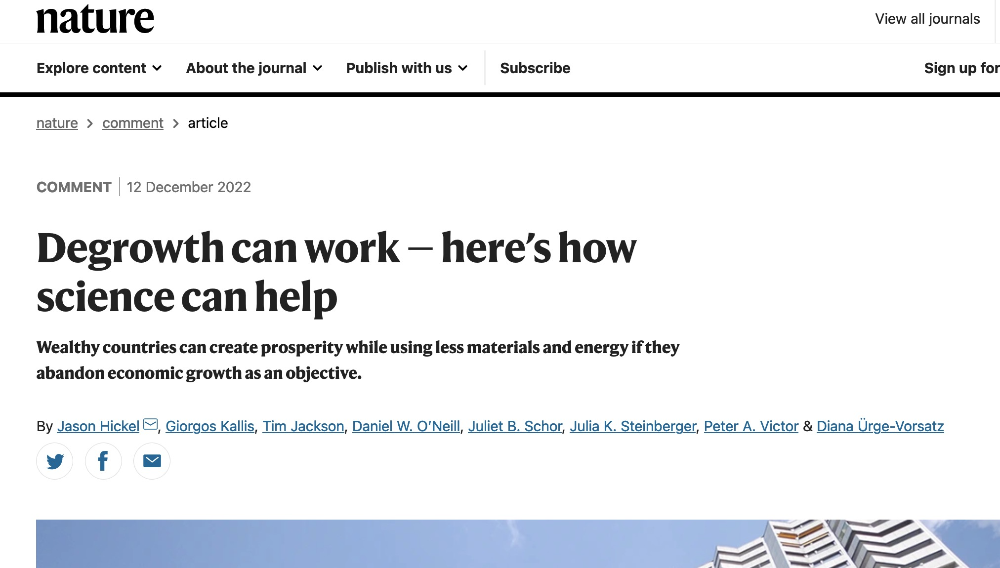 nature
View all journals
Explore content About the journal Publish with us Subscribe Sign up for
nature > comment > article
COMMENT | 12 December 2022
Degrowth can work — here’s how
science can help
Wealthy countries can create prosperity while using less materials and energy if they
abandon economic growth as an objective.
By Jason Hickel, Giorgos Kallis, Tim Jackson, Daniel W. O’Neill, Juliet B. Schor, Julia K. Steinberger, Peter A. Victor & Diana Ürge-Vorsatz